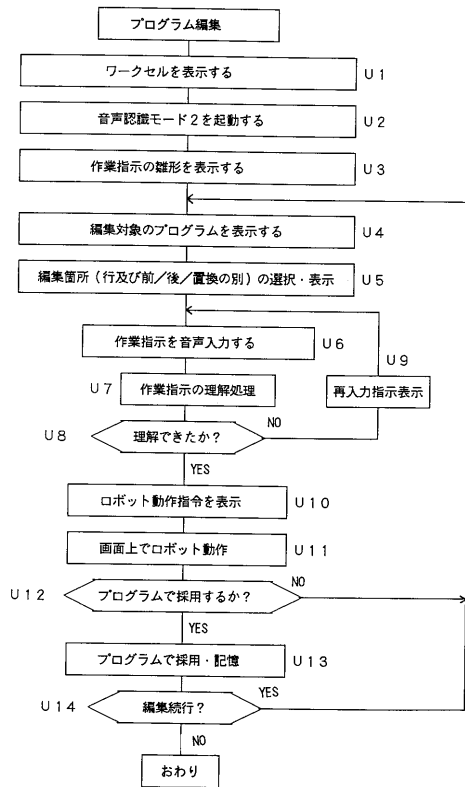 プログラム編集
ワークセルを表示する U1
音声認識モード2を起動する U2
作業指示の雛形を表示する U3
編集対象のプログラムを表示する U4
編集箇所(行及び前/後/置換の別)の選択・表示 U5
作業指示を音声入力する U6
U9
U7 作業指示の理解処理
再入力指示表示
U8 理解できたか? NO
YES
ロボット動作指令を表示 U10
画面上でロボット動作 U11
U12 プログラムで採用するか? NO
YES
プログラムで採用・記憶 U13
U14 編集続行? YES
NO
おわり